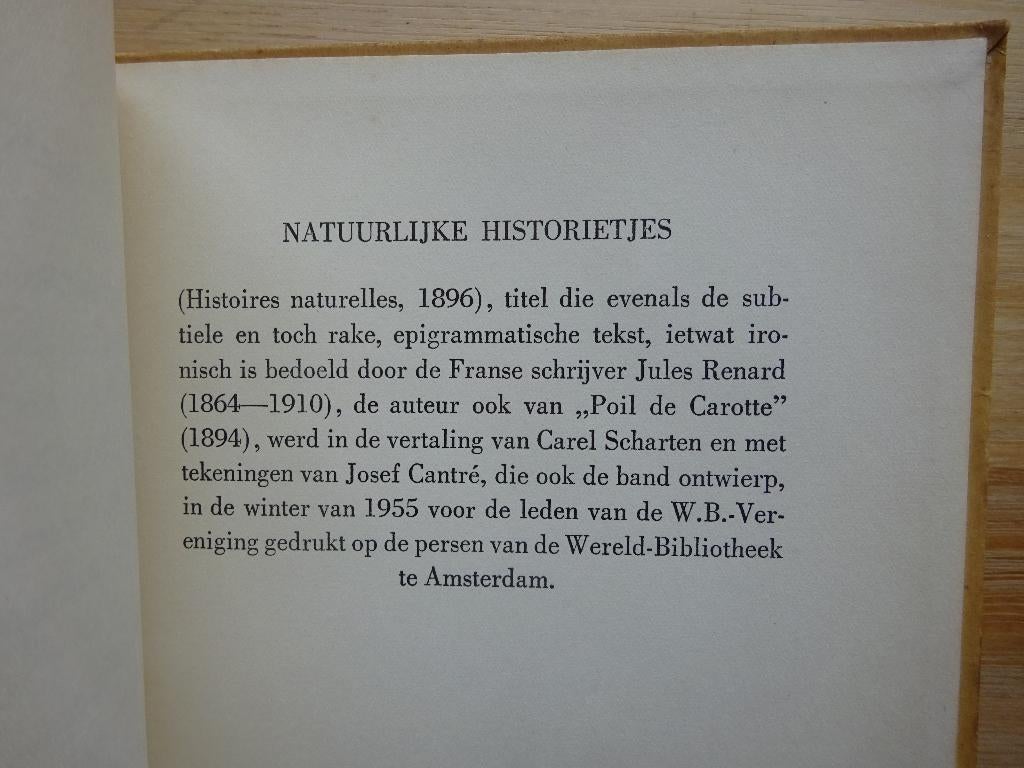 NATUURLIJKE HISTORIETJES
(Histoires naturelles, 1896), titel die evenals de sub-
tiele en toch rake, epigrammatische tekst, ietwat iro-
nisch is bedoeld door de Franse schrijver Jules Renard
(1864—1910), de auteur ook van „Poil de Carotte”
(1894), werd in de vertaling van Carel Scharten en met
tekeningen van Josef Cantré, die ook de band ontwierp,
in de winter van 1955 voor de leden van de W.B.-Ver-
eniging gedrukt op de persen van de Wereld-Bibliotheek
te Amsterdam.